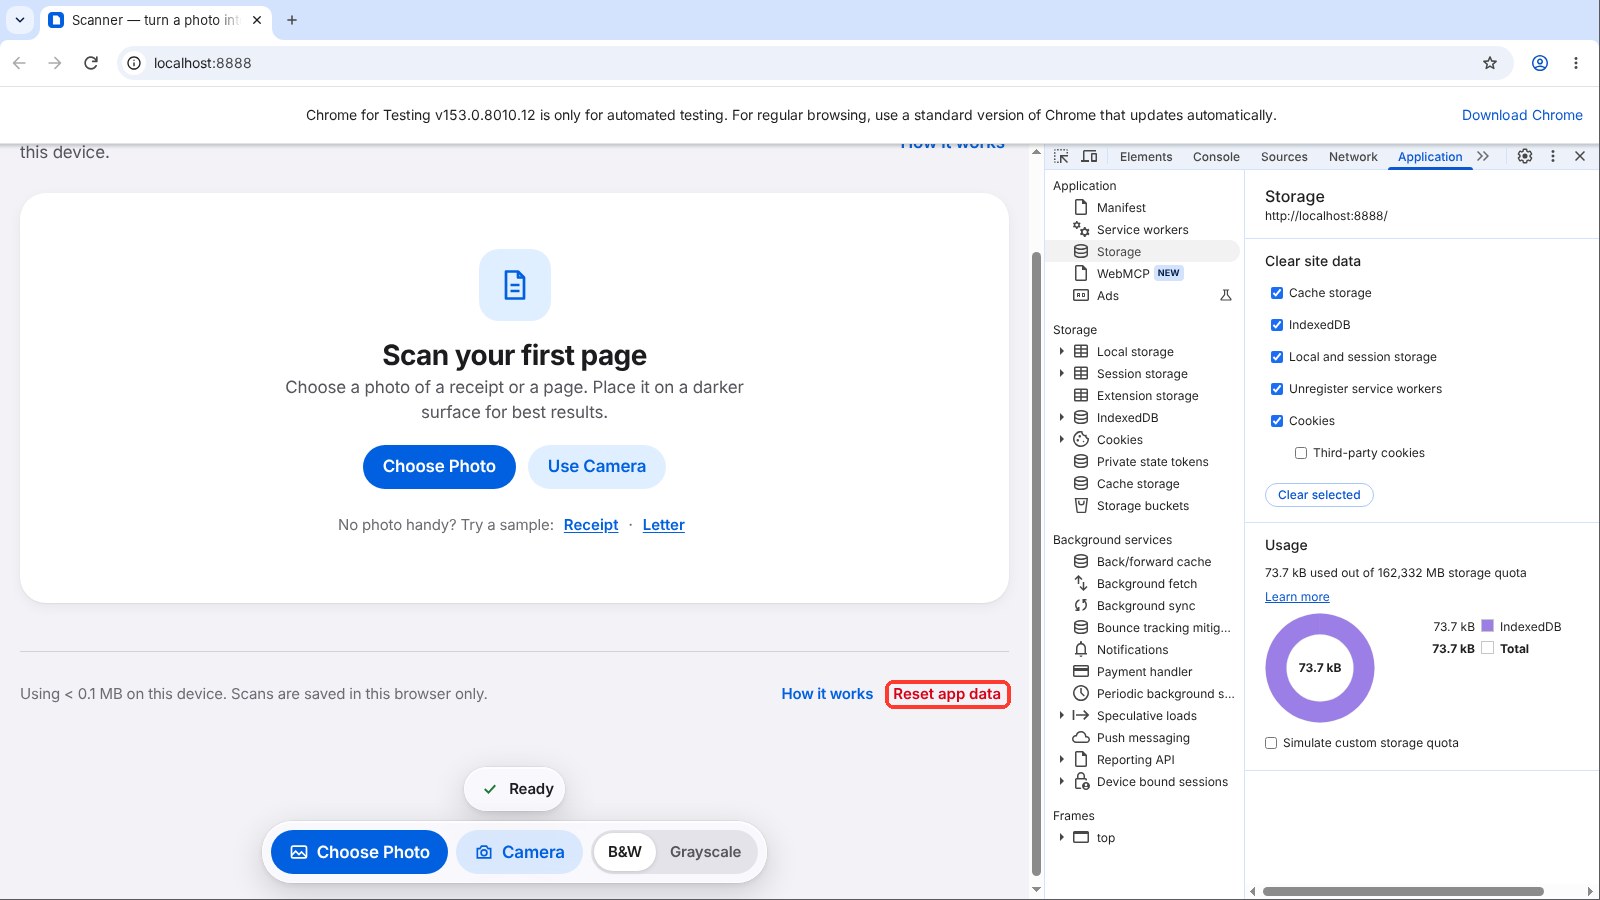 Scanner — turn a photo int
localhost:8888
Chrome for Testing v153.0.8010.12 is only for automated testing. For regular browsing, use a standard version of Chrome that updates automatically.
Download Chrome
this device.
How it works
Scan your first page
Choose a photo of a receipt or a page. Place it on a darker
surface for best results.
Choose Photo
Use Camera
No photo handy? Try a sample: Receipt · Letter
Using < 0.1 MB on this device. Scans are saved in this browser only.
How it works
Reset app data
Ready
Choose Photo
Camera
B&W
Grayscale
Elements
Console
Sources
Network
Application
Application
Manifest
Service workers
Storage
WebMCP NEW
Ads
Storage
Local storage
Session storage
Extension storage
IndexedDB
Cookies
Private state tokens
Cache storage
Storage buckets
Background services
Back/forward cache
Background fetch
Background sync
Bounce tracking mitig…
Notifications
Payment handler
Periodic background s…
Speculative loads
Push messaging
Reporting API
Device bound sessions
Frames
top
Storage
http://localhost:8888/
Clear site data
Cache storage
IndexedDB
Local and session storage
Unregister service workers
Cookies
Third-party cookies
Clear selected
Usage
73.7 kB used out of 162,332 MB storage quota
Learn more
73.7 kB
73.7 kB IndexedDB
73.7 kB Total
Simulate custom storage quota